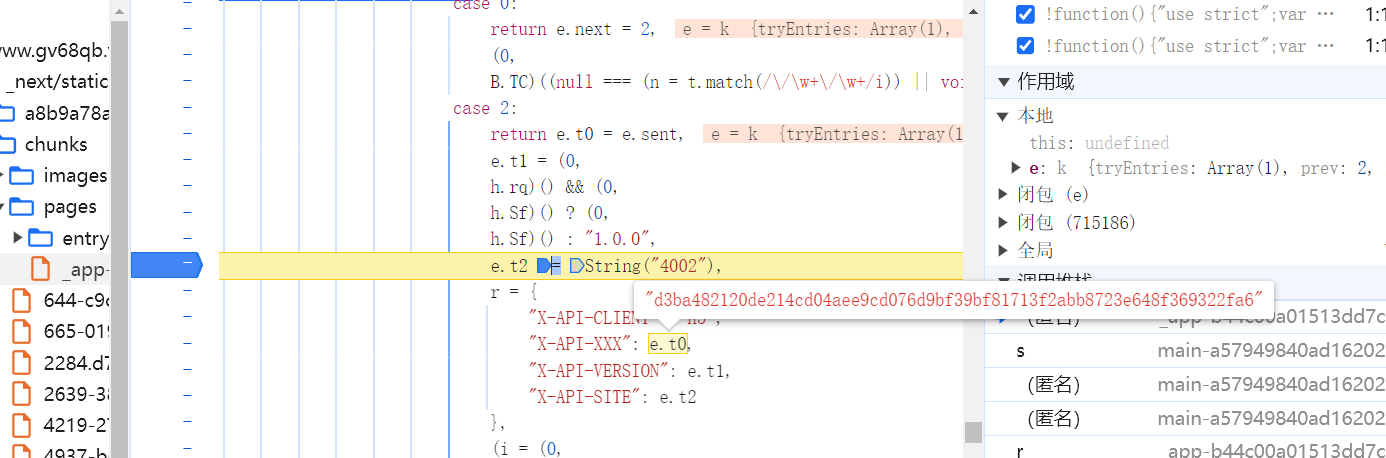 case 0:
return e.next = 2, e = k {tryEntries: Array(1),
(0,
B.TC)((null === (n = t.match(/\/\w+\/\w+/i)) || voi
case 2:
return e.t0 = e.sent, e = k {tryEntries: Array(1
e.t1 = (0,
h.rq)() && (0,
h.Sf)() ? (0,
h.Sf)() : "1.0.0",
e.t2 = String("4002"),
r = {
"d3ba482120de214cd04aee9cd076d9bf39bf81713f2abb8723e648f369322fa6"
"X-API-CLIENT
"X-API-XXX": e.t0,
"X-API-VERSION": e.t1,
"X-API-SITE": e.t2
},
(i = (0,
www.gv68qb.
_next/static
a8b9a78a
chunks
images
pages
entry
_app-
644-c9c
665-019
2284.d7
2639-38
4219-27
4937-b
!function(){"use strict";var … 1:1
!function(){"use strict";var … 1:1
作用域
本地
this: undefined
e: k {tryEntries: Array(1), prev: 2,
闭包 (e)
闭包 (715186)
全局
调用堆栈
(匿名) _app-b44c00a01513dd7c
s main-a57949840ad16202
(匿名) main-a57949840ad16202
(匿名) main-a57949840ad16202
r _app-b44c00a01513dd7c